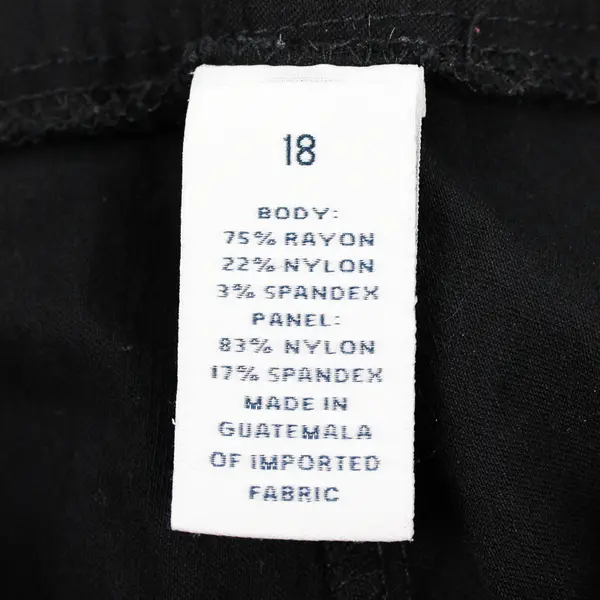 18
BODY:
75% RAYON
22% NYLON
3% SPANDEX
PANEL:
83% NYLON
17% SPANDEX
MADE IN
GUATEMALA
OF IMPORTED
FABRIC